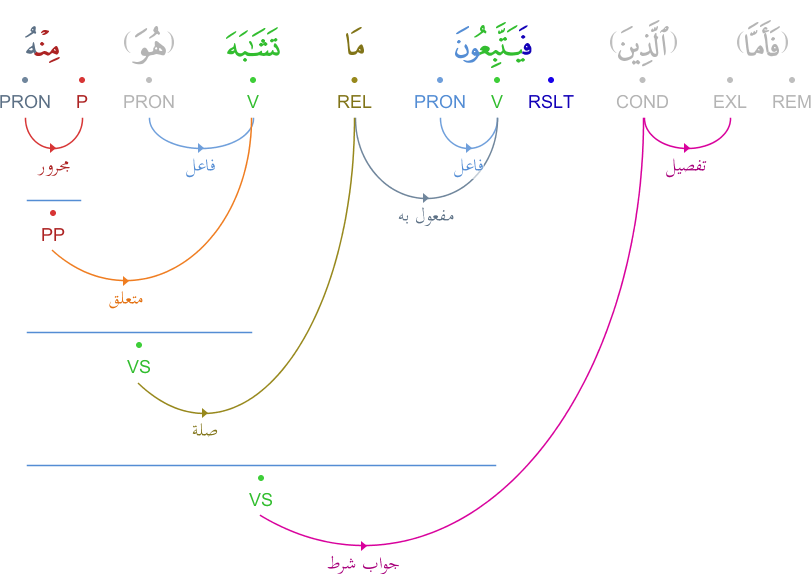 (فَأَمَّا) (ٱلَّذِينَ) فَيَتَّبِعُونَ مَا تَشَٰبَهَ (هُوَ) مِنْهُ
REM EXL COND RSLT V PRON REL V PRON P PRON
تفصيل فاعل فاعل مجرور
مفعول به
PP
متعلق
VS
صلة
VS
جواب شرط